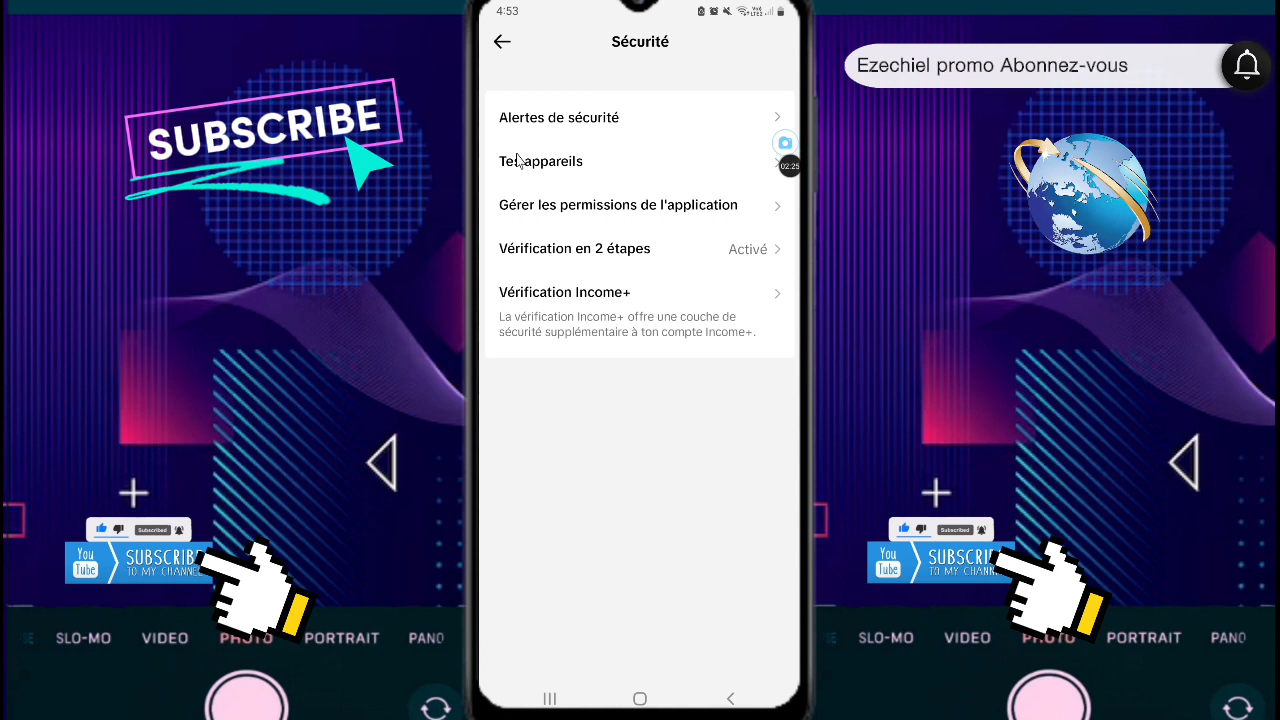 4:53
Sécurité
Alertes de sécurité
02:25
Gérer les permissions de l'application
Vérification en 2 étapes
Activé
Vérification Income+
La vérification Income+ offre une couche de
sécurité supplémentaire à ton compte Income+.
SUBSCRIBE
Subscribed
You
Tube
SUBSCRIB
TO MY CHANNE
SLO-MO
VIDEO
PHOTO
PORTRAIT
PANO
Ezechiel promo Abonnez-vous
Subscribed
You
Tube
SUBSCRI
TO MY CHANN
SLO-MO
VIDEO
PHOTO
PORTRAIT
PANO
appareils